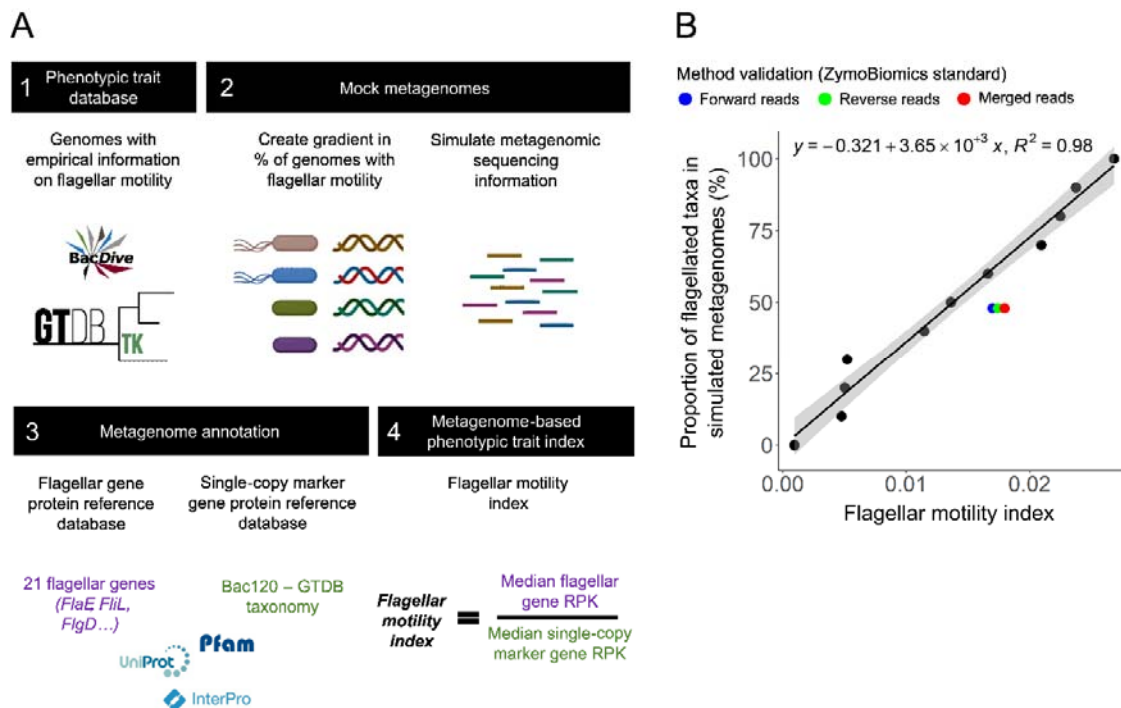 A
1 Phenotypic trait
database
2 Mock metagenomes
Genomes with
empirical information
on flagellar motility
Create gradient in
% of genomes with
flagellar motility
Simulate metagenomic
sequencing
information
BacDive
GTDB
TK
3 Metagenome annotation
4 Metagenome-based
phenotypic trait index
Flagellar gene
protein reference
database
Single-copy marker
gene protein reference
database
Flagellar motility
index
21 flagellar genes
(FlaE, FliL,
FlgD…)
Bac120 – GTDB
taxonomy
UniProt
Pfam
InterPro
Flagellar
motility
index
=
Median flagellar
gene RPK
Median single-copy
marker gene RPK
B
Method validation (ZymoBiomics standard)
Forward reads Reverse reads Merged reads
y = −0.321 + 3.65 × 10⁺³ x, R² = 0.98
Proportion of flagellated taxa in
simulated metagenomes (%)
100
75
50
25
0
0.00 0.01 0.02
Flagellar motility index